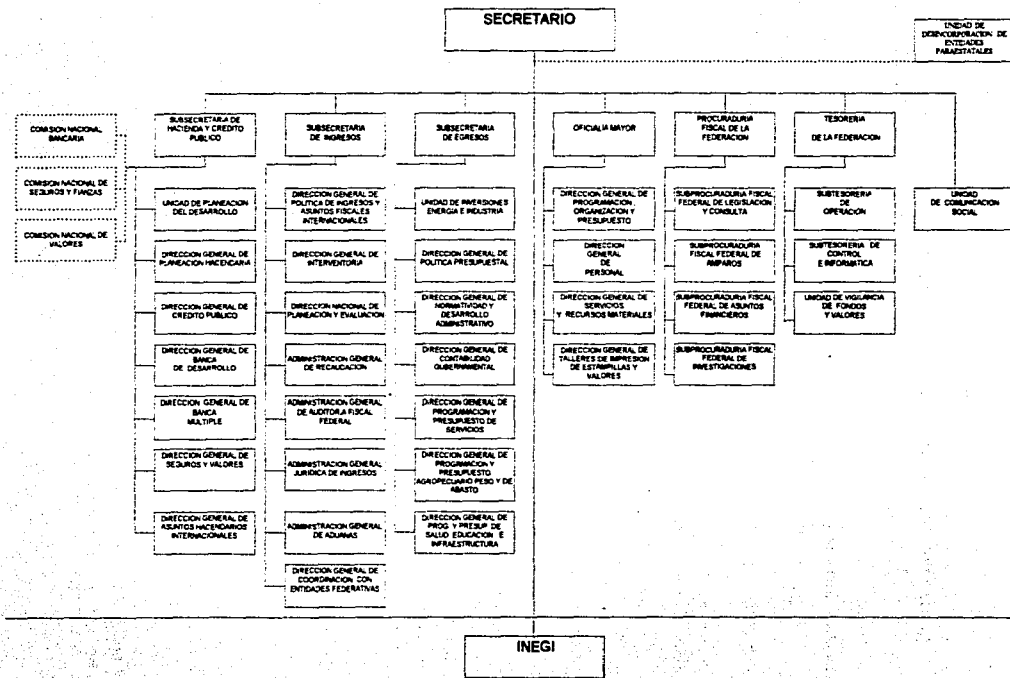 SECRETARIO
UNIDAD DE
DESINCORPORACION DE
ENTIDADES
PARAESTATALES
COMISION NACIONAL
BANCARIA
COMISION NACIONAL DE
SEGUROS Y FIANZAS
COMISION NACIONAL DE
VALORES
SUBSECRETARIA DE
HACIENDA Y CREDITO
PUBLICO
UNIDAD DE PLANEACION
DEL DESARROLLO
DIRECCION GENERAL DE
PLANEACION HACENDARIA
DIRECCION GENERAL DE
CREDITO PUBLICO
DIRECCION GENERAL DE
BANCA
DE DESARROLLO
DIRECCION GENERAL DE
BANCA
MULTIPLE
DIRECCION GENERAL DE
SEGUROS Y VALORES
DIRECCION GENERAL DE
ASUNTOS HACENDARIOS
INTERNACIONALES
SUBSECRETARIA
DE INGRESOS
DIRECCION GENERAL DE
POLITICA DE INGRESOS Y
ASUNTOS FISCALES
INTERNACIONALES
DIRECCION GENERAL DE
INTERVENTORIA
DIRECCION NACIONAL DE
PLANEACION Y EVALUACION
ADMINISTRACION GENERAL
DE RECAUDACION
ADMINISTRACION GENERAL
DE AUDITORIA FISCAL
FEDERAL
ADMINISTRACION GENERAL
JURIDICA DE INGRESOS
ADMINISTRACION GENERAL
DE ADUANAS
DIRECCION GENERAL DE
COORDINACION CON
ENTIDADES FEDERATIVAS
SUBSECRETARIA
DE EGRESOS
UNIDAD DE INVERSIONES
ENERGIA E INDUSTRIA
DIRECCION GENERAL DE
POLITICA PRESUPUESTAL
DIRECCION GENERAL DE
NORMATIVIDAD Y
DESARROLLO
ADMINISTRATIVO
DIRECCION GENERAL DE
CONTABILIDAD
GUBERNAMENTAL
DIRECCION GENERAL DE
PROGRAMACION Y
PRESUPUESTO DE
SERVICIOS
DIRECCION GENERAL DE
PROGRAMACION Y
PRESUPUESTO
AGROPECUARIO PESO Y DE
ABASTO
DIRECCION GENERAL DE
PROG Y PRESUP DE
SALUD EDUCACION E
INFRAESTRUCTURA
OFICIALIA MAYOR
DIRECCION GENERAL DE
PROGRAMACION
ORGANIZACION Y
PRESUPUESTO
DIRECCION
GENERAL
DE
PERSONAL
DIRECCION GENERAL DE
SERVICIOS
Y RECURSOS MATERIALES
DIRECCION GENERAL DE
TALLERES DE IMPRESION
DE ESTAMPILLAS Y
VALORES
PROCURADURIA
FISCAL DE LA
FEDERACION
SUBPROCURADURIA FISCAL
FEDERAL DE LEGISLACION
Y CONSULTA
SUBPROCURADURIA
FISCAL FEDERAL DE
AMPAROS
SUBPROCURADURIA FISCAL
FEDERAL DE ASUNTOS
FINANCIEROS
SUBPROCURADURIA FISCAL
FEDERAL DE
INVESTIGACIONES
TESORERIA
DE LA FEDERACION
SUBTESORERIA
DE
OPERACIÓN
SUBTESORERIA DE
CONTROL
E INFORMATICA
UNIDAD DE VIGILANCIA
DE FONDOS
Y VALORES
UNIDAD
DE COMUNICACION
SOCIAL
INEGI